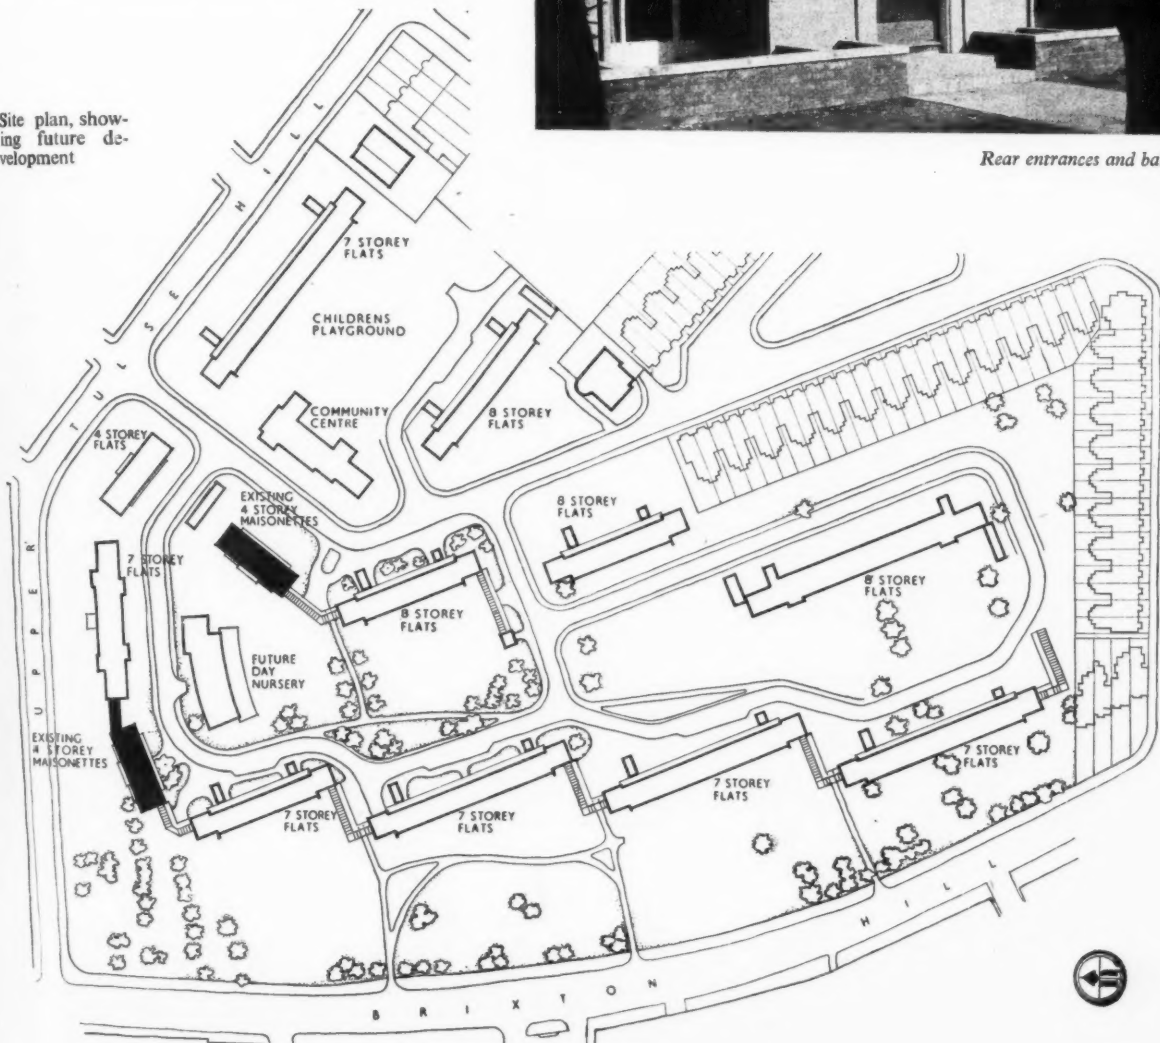 Site plan, show-
ing future de-
velopment
Rear entrances and ba
TULSE HILL
7 STOREY
FLATS
CHILDRENS
PLAYGROUND
COMMUNITY
CENTRE
8 STOREY
FLATS
4 STOREY
FLATS
EXISTING
4 STOREY
MAISONETTES
8 STOREY
FLATS
7 STOREY
FLATS
8 STOREY
FLATS
8 STOREY
FLATS
UPPER
FUTURE
DAY
NURSERY
EXISTING
4 STOREY
MAISONETTES
7 STOREY
FLATS
7 STOREY
FLATS
7 STOREY
FLATS
7 STOREY
FLATS
BRIXTON HILL